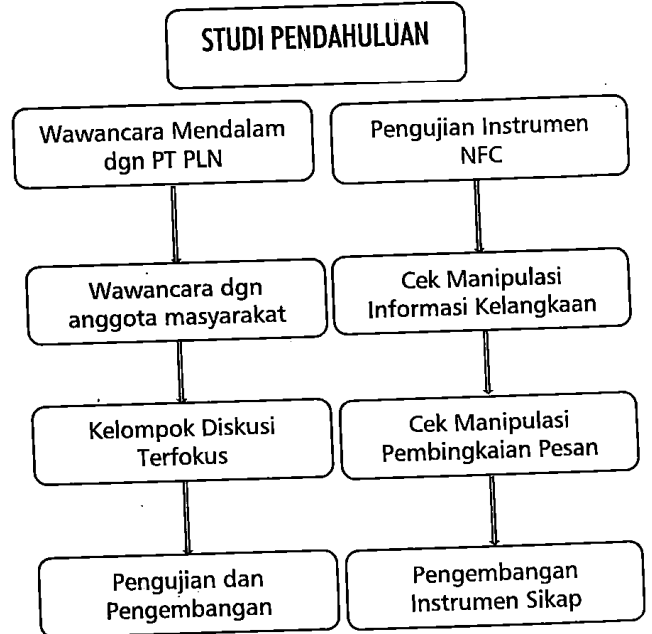 STUDI PENDAHULUAN
Wawancara Mendalam
dgn PT PLN
Wawancara dgn
anggota masyarakat
Kelompok Diskusi
Terfokus
Pengujian dan
Pengembangan
Pengujian Instrumen
NFC
Cek Manipulasi
Informasi Kelangkaan
Cek Manipulasi
Pembingkaian Pesan
Pengembangan
Instrumen Sikap